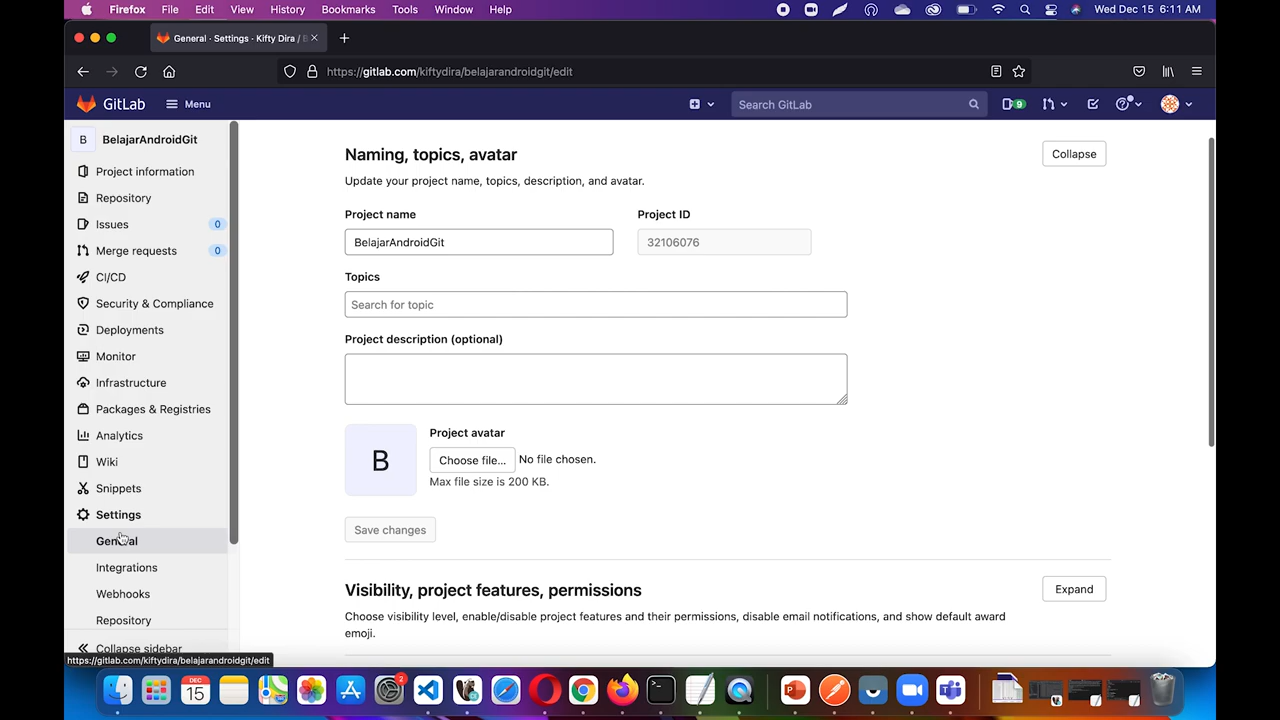 Firefox File Edit View History Bookmarks Tools Window Help Wed Dec 15 6:11 AM
General · Settings · Kifty Dira / B
https://gitlab.com/kiftydira/belajarandroidgit/edit
GitLab Menu Search GitLab 9
B BelajarAndroidGit
Project information
Repository
Issues 0
Merge requests 0
CI/CD
Security & Compliance
Deployments
Monitor
Infrastructure
Packages & Registries
Analytics
Wiki
Snippets
Settings
General
Integrations
Webhooks
Repository
Collapse sidebar
https://gitlab.com/kiftydira/belajarandroidgit/edit
Naming, topics, avatar
Collapse
Update your project name, topics, description, and avatar.
Project name Project ID
BelajarAndroidGit 32106076
Topics
Search for topic
Project description (optional)
B
Project avatar
Choose file... No file chosen.
Max file size is 200 KB.
Save changes
Visibility, project features, permissions
Expand
Choose visibility level, enable/disable project features and their permissions, disable email notifications, and show default award
emoji.
DEC
15
2